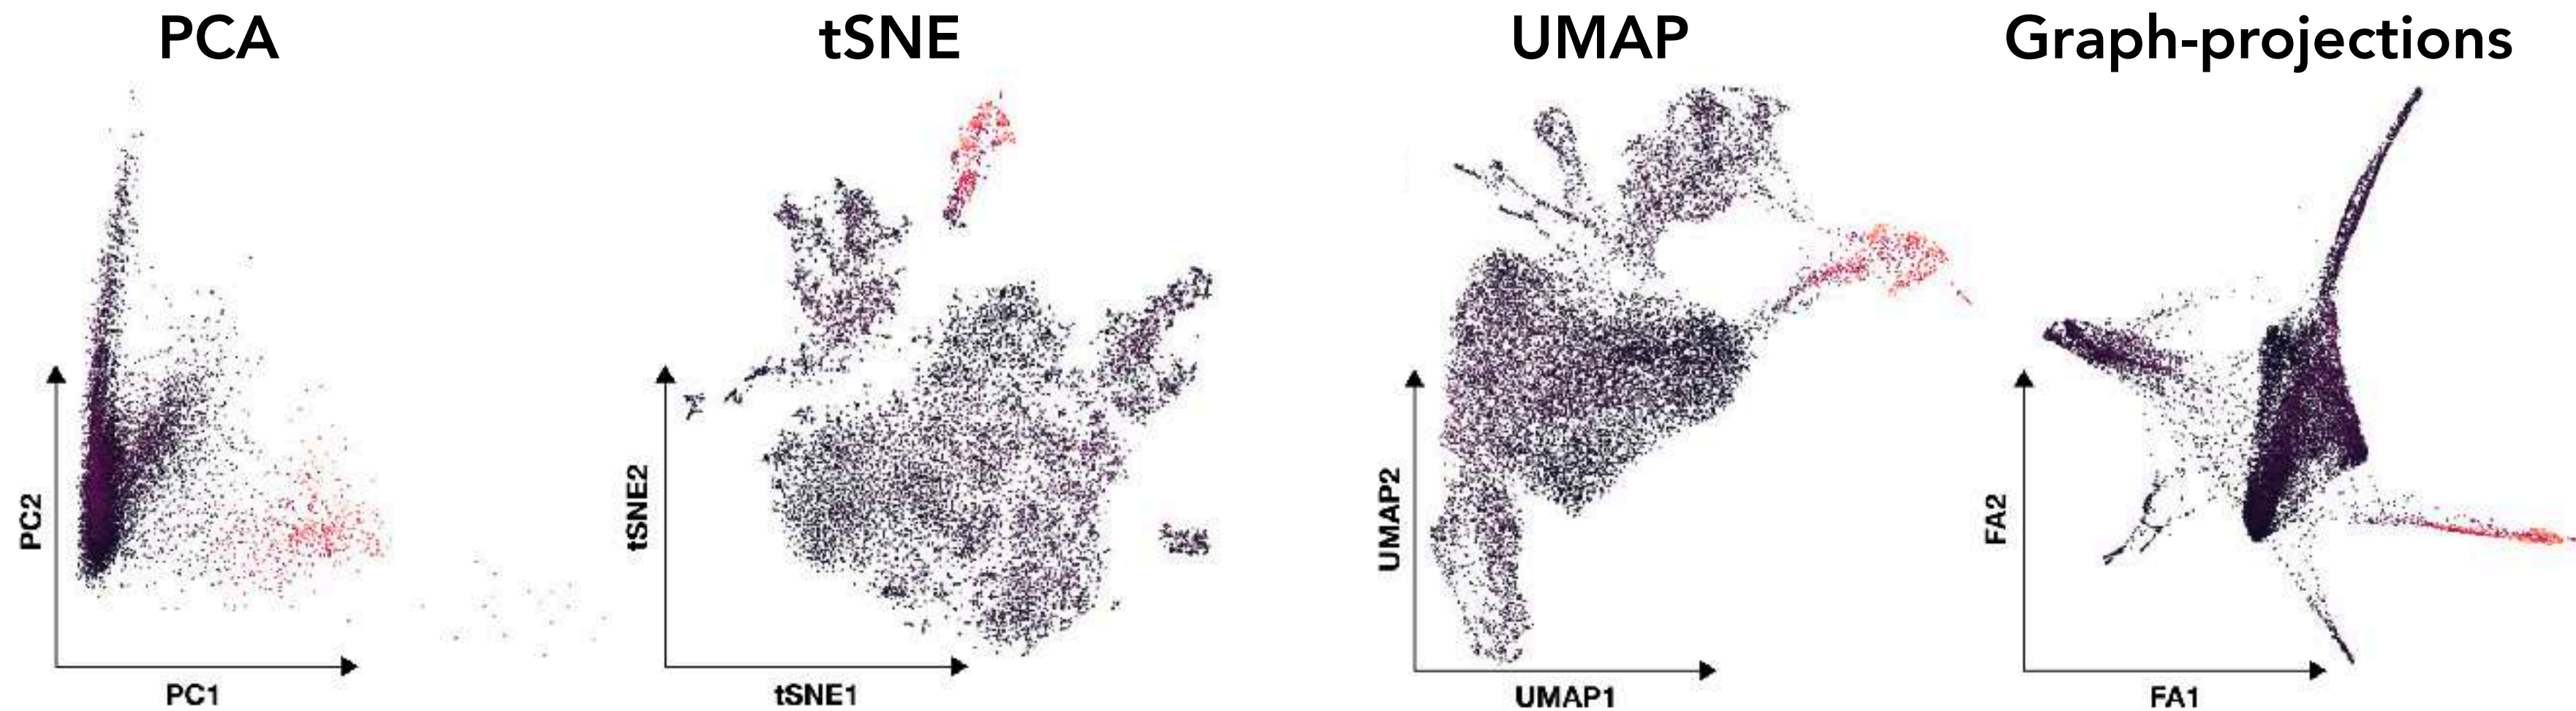 PCA
tSNE
UMAP
Graph-projections
PC2
PC1
tSNE2
tSNE1
UMAP2
UMAP1
FA2
FA1